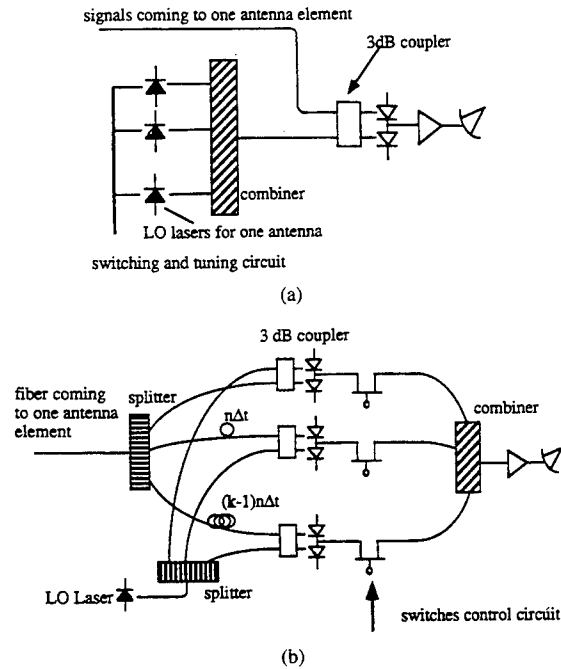 signals coming to one antenna element
3dB coupler
combiner
LO lasers for one antenna
switching and tuning circuit
(a)
3 dB coupler
fiber coming
to one antenna
element
splitter
nΔt
combiner
(k-1)nΔt
LO Laser
splitter
switches control circuit
(b)